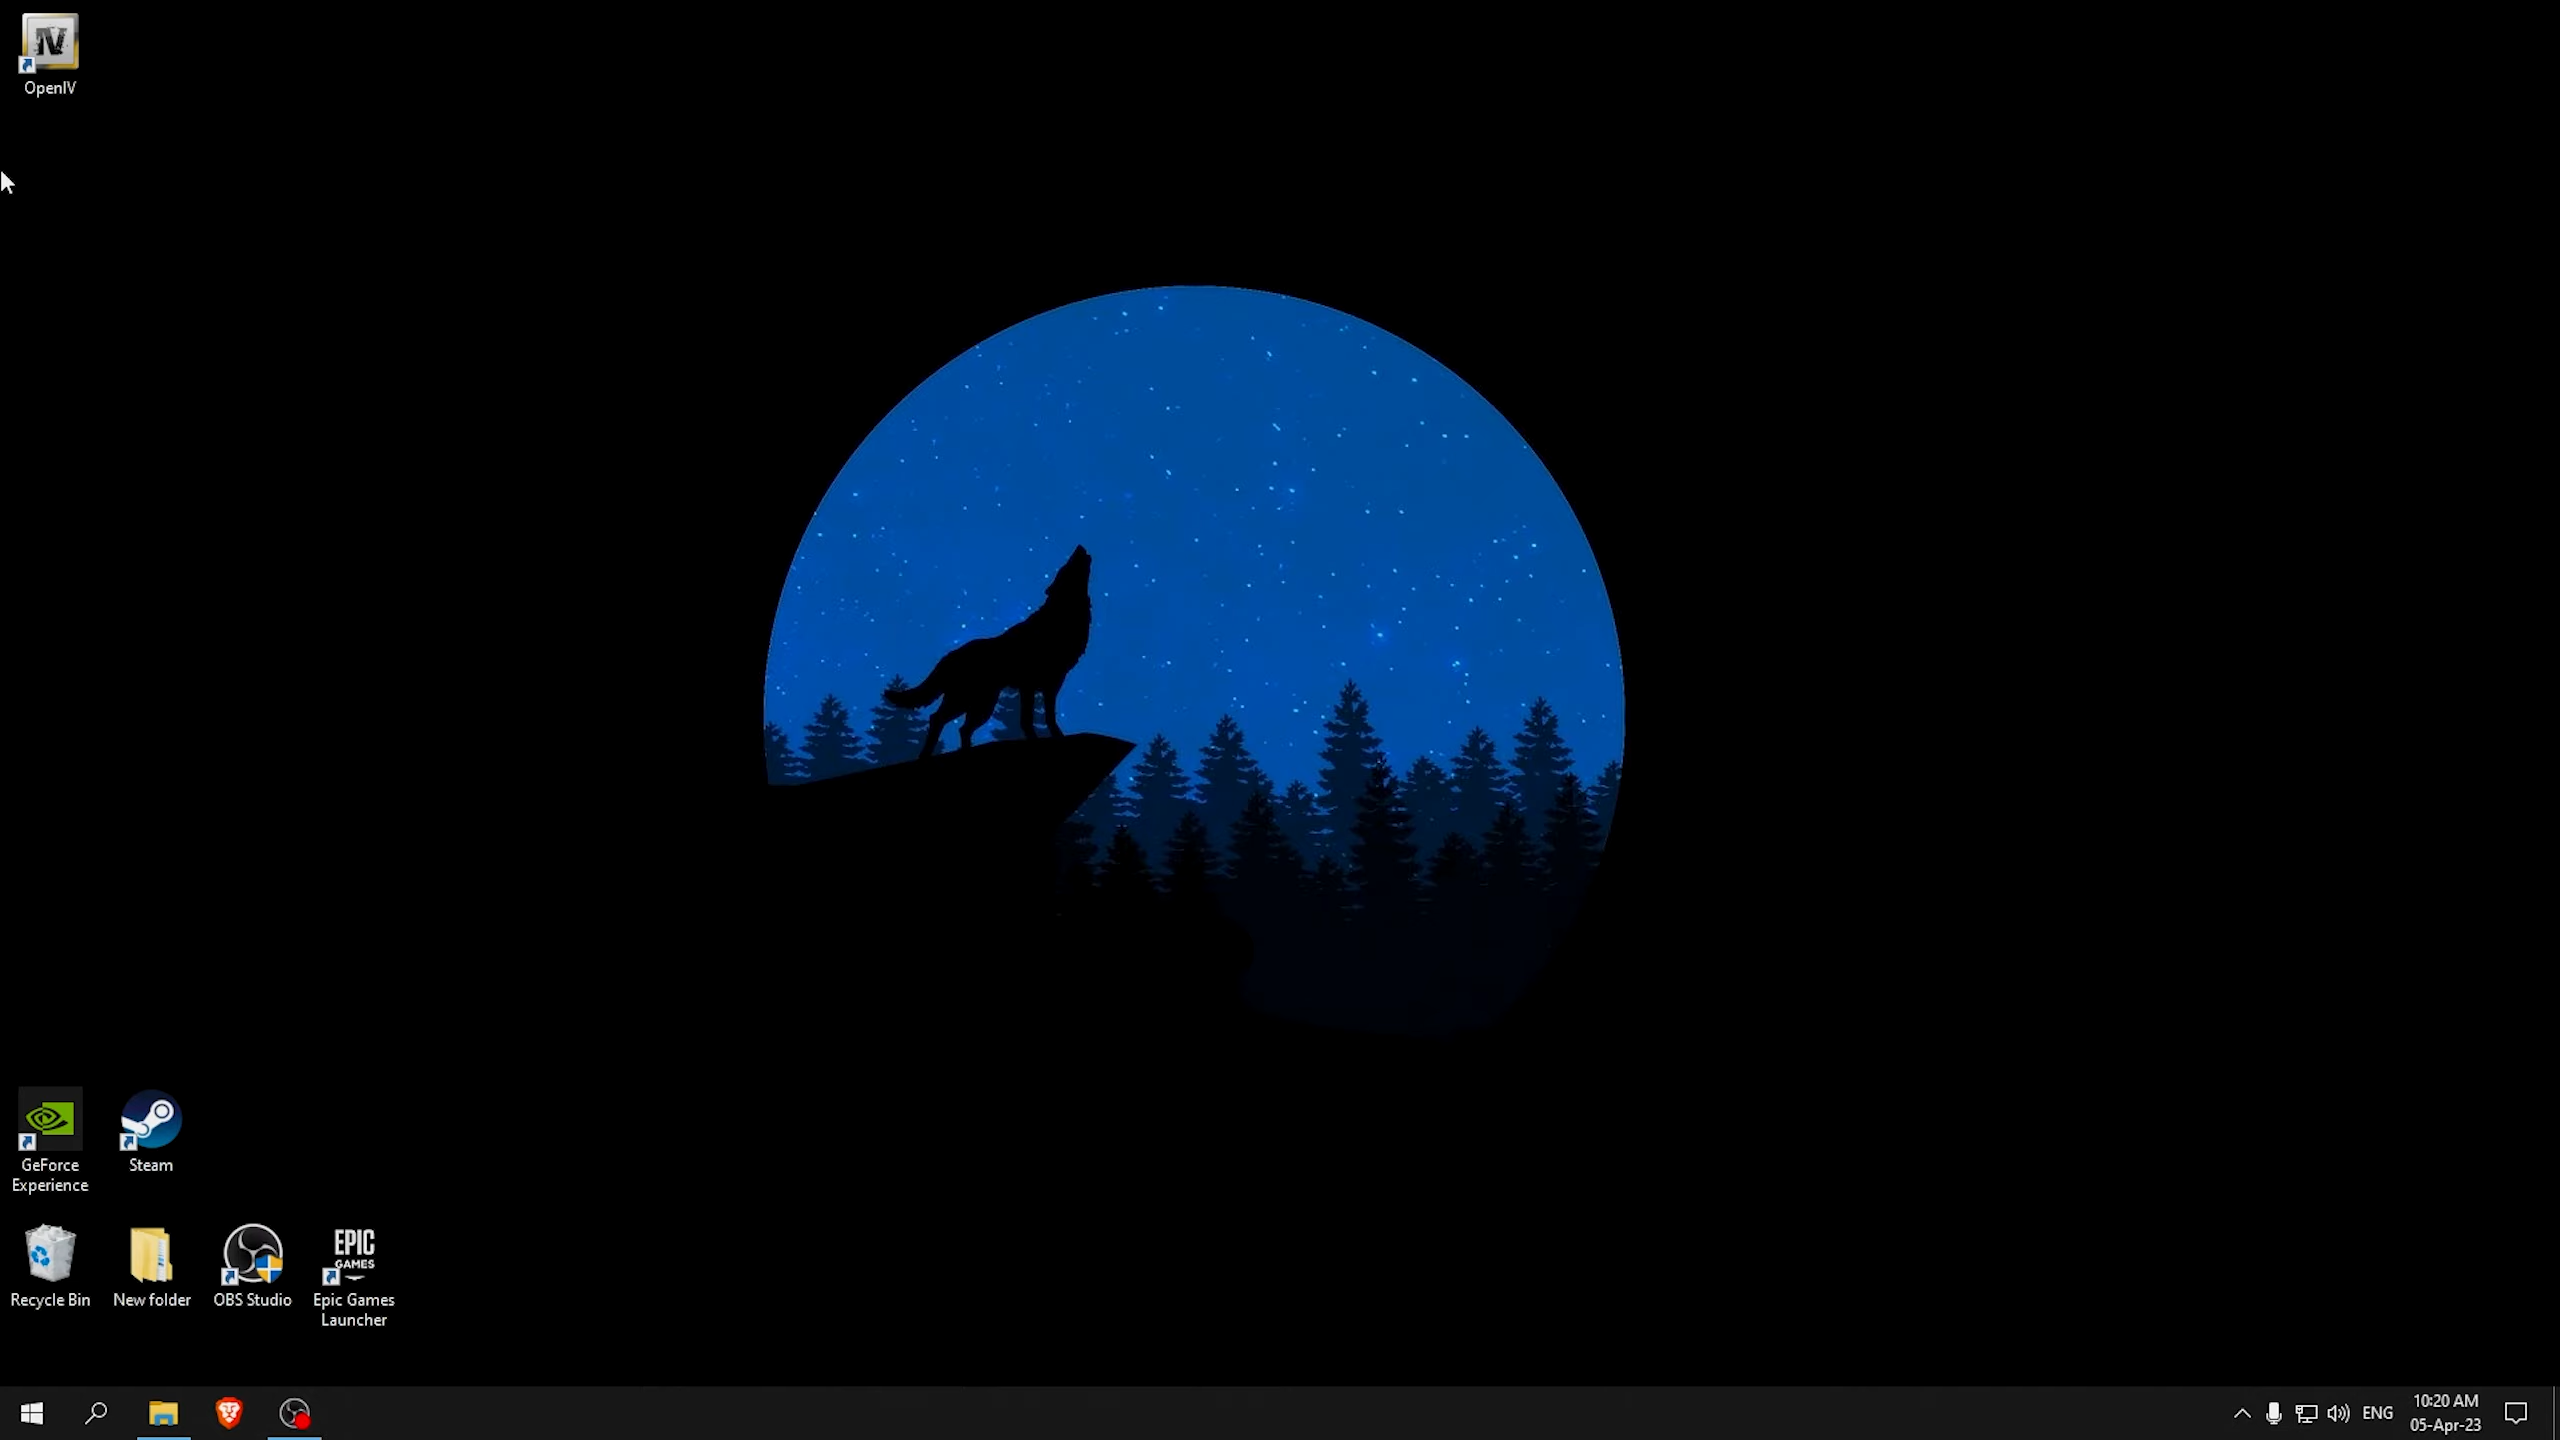 OpenIV
GeForce
Experience
Steam
Recycle Bin
New folder
OBS Studio
EPIC
GAMES
Epic Games
Launcher
ENG
10:20 AM
05-Apr-23